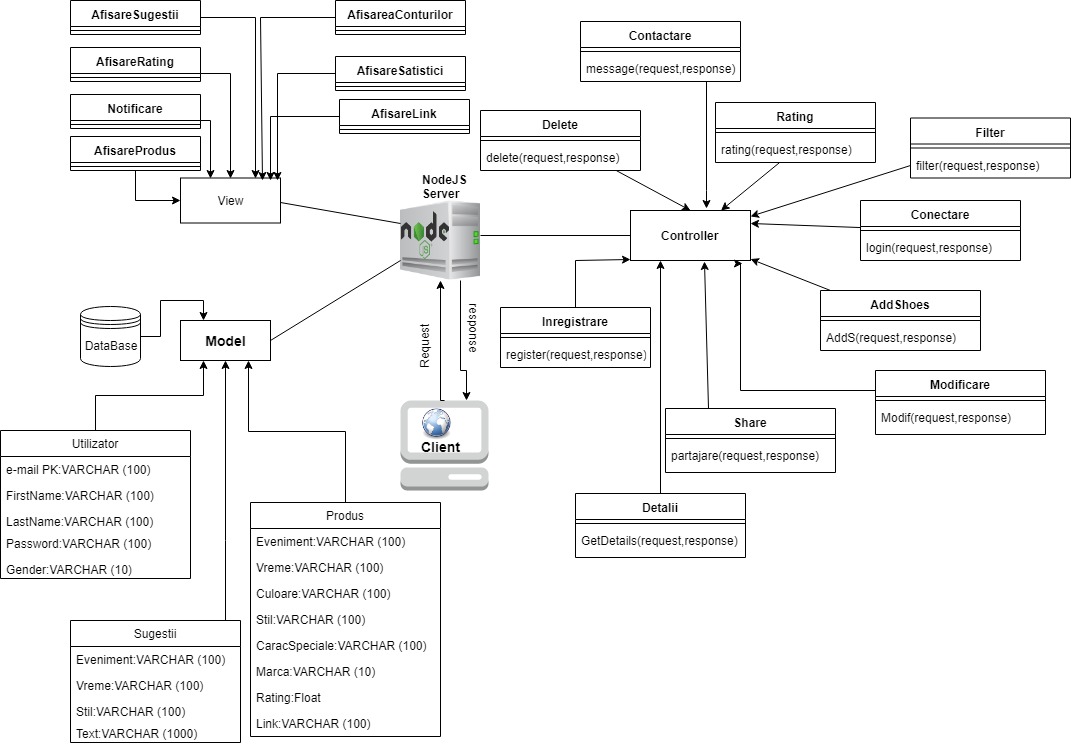 AfisareSugestii
AfisareaConturilor
AfisareRating
AfisareSatistici
Notificare
AfisareLink
AfisareProdus
View
NodeJS
Server
node
JS
Contactare
message(request,response)
Delete
delete(request,response)
Rating
rating(request,response)
Filter
filter(request,response)
Controller
Conectare
login(request,response)
AddShoes
AddS(request,response)
Inregistrare
register(request,response)
Modificare
Modif(request,response)
Share
partajare(request,response)
Detalii
GetDetails(request,response)
DataBase
Model
Request
response
Client
Utilizator
e-mail PK:VARCHAR (100)
FirstName:VARCHAR (100)
LastName:VARCHAR (100)
Password:VARCHAR (100)
Gender:VARCHAR (10)
Produs
Eveniment:VARCHAR (100)
Vreme:VARCHAR (100)
Culoare:VARCHAR (100)
Stil:VARCHAR (100)
CaracSpeciale:VARCHAR (100)
Marca:VARCHAR (10)
Rating:Float
Link:VARCHAR (100)
Sugestii
Eveniment:VARCHAR (100)
Vreme:VARCHAR (100)
Stil:VARCHAR (100)
Text:VARCHAR (1000)